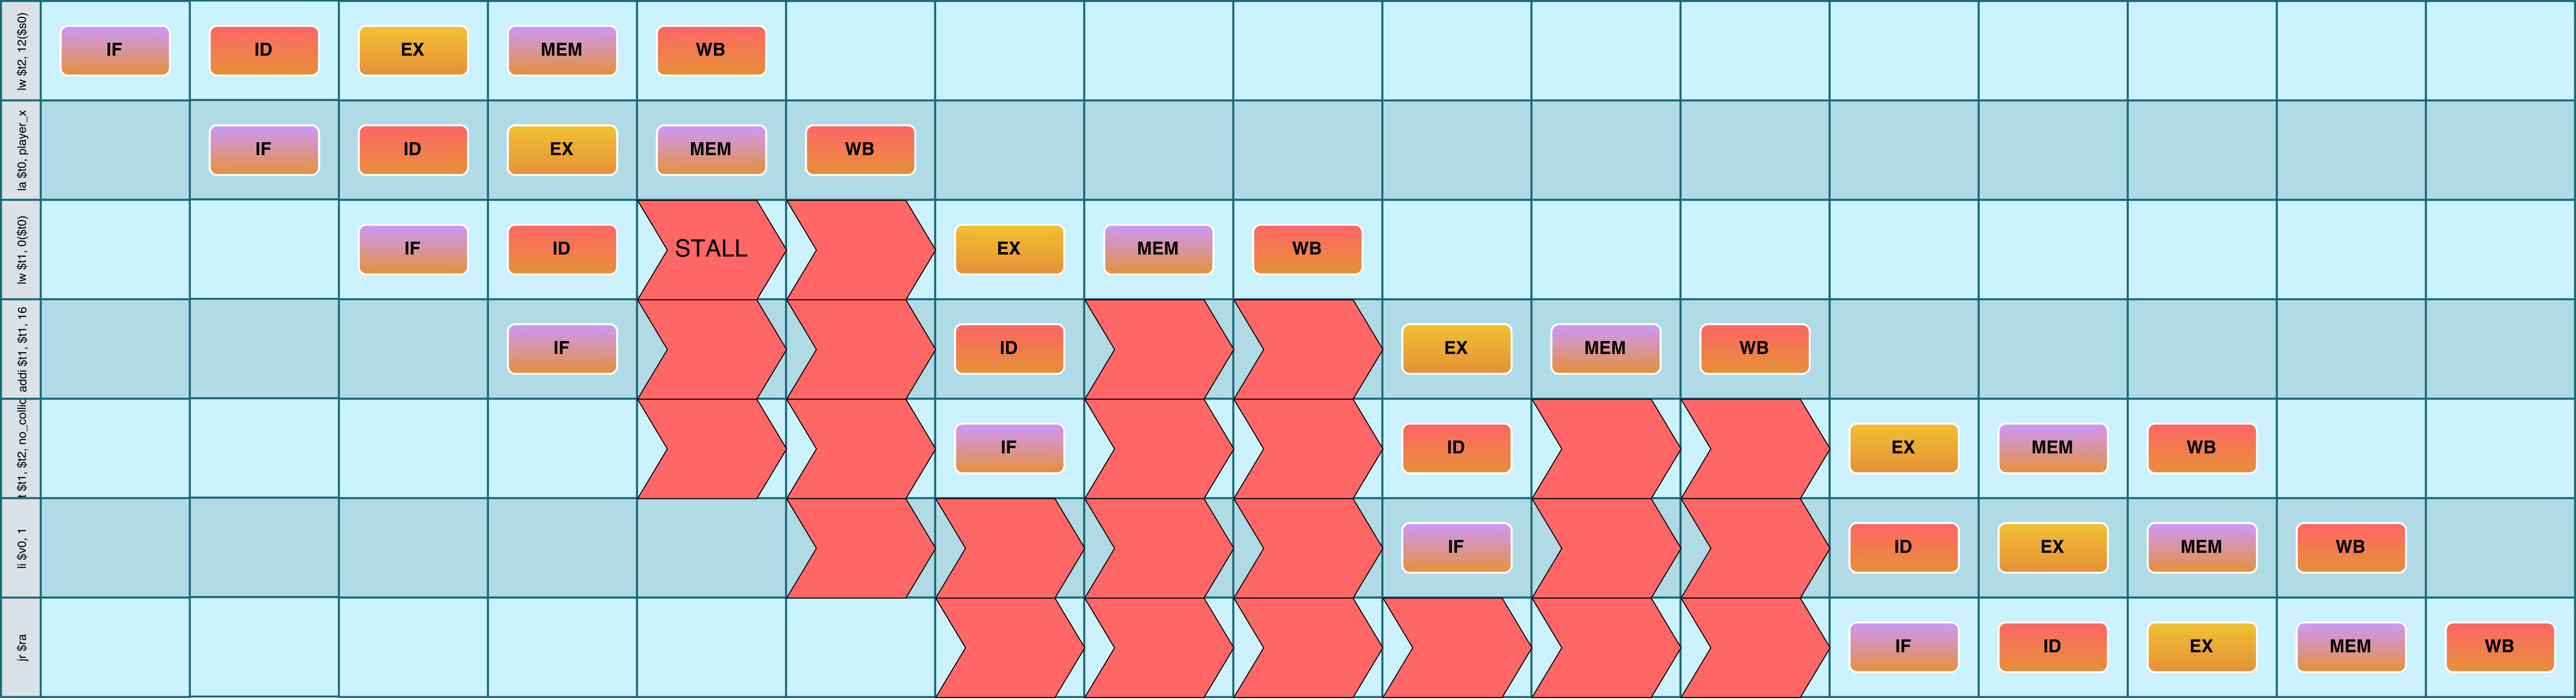 lw $t2, 12($s0)
IF ID EX MEM WB
la $t0, player_x
IF ID EX MEM WB
lw $t1, 0($t0)
IF ID STALL EX MEM WB
addi $t1, $t1, 16
IF ID EX MEM WB
$t1, $t2,
IF ID EX MEM WB
li $v0, 1
IF ID EX MEM WB
jr $ra
IF ID EX MEM WB